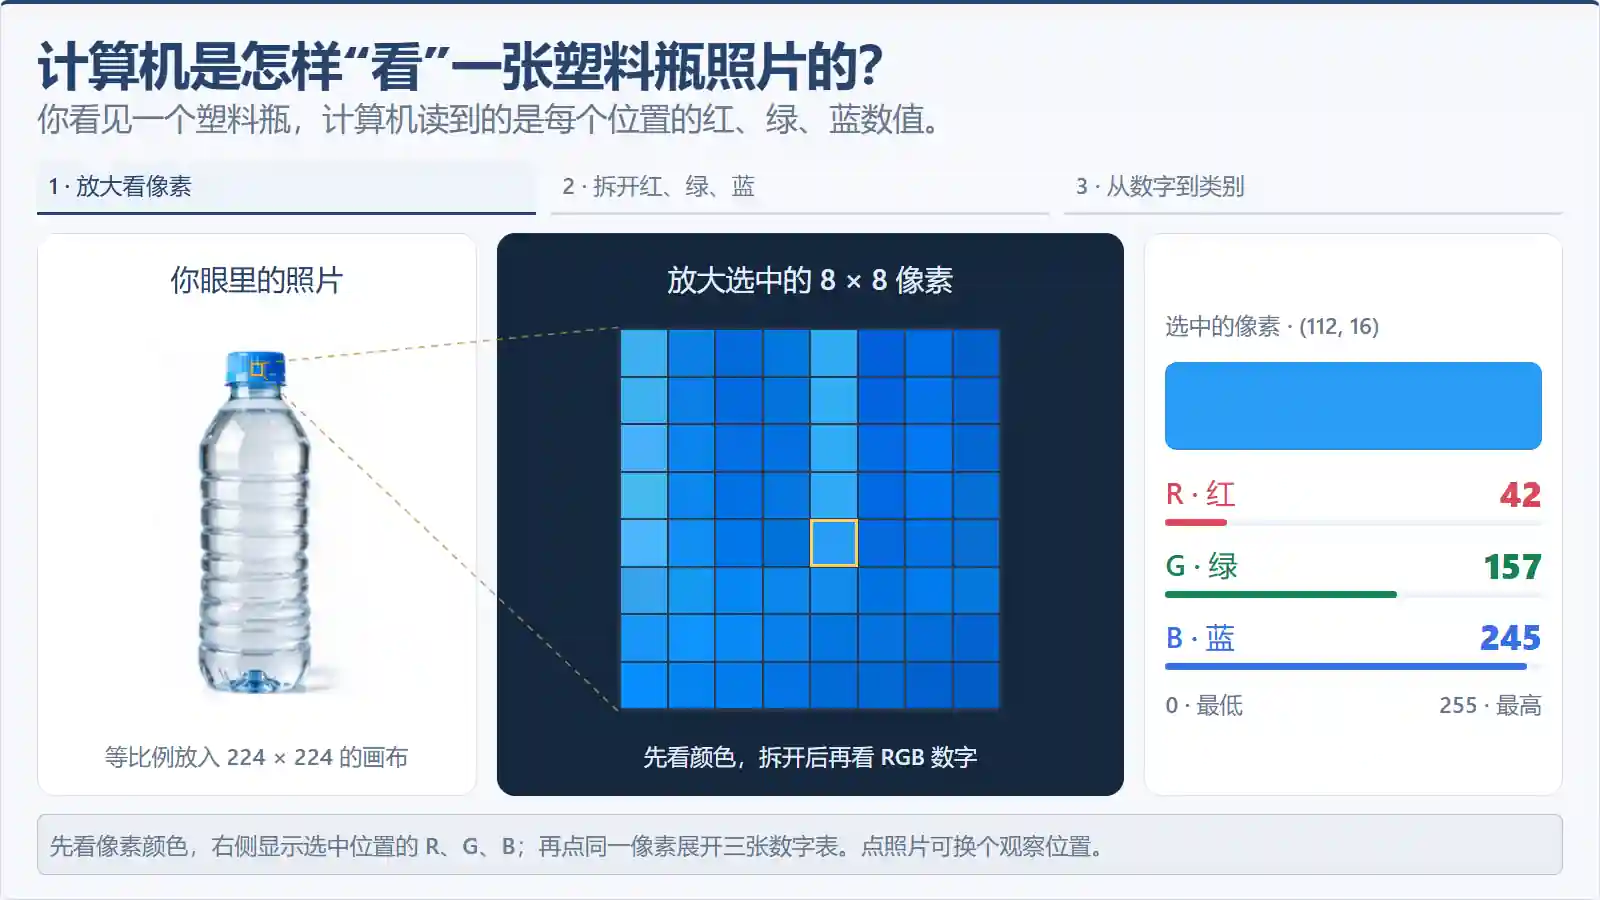 计算机是怎样“看”一张塑料瓶照片的？
你看见一个塑料瓶，计算机读到的是每个位置的红、绿、蓝数值。
1 · 放大看像素
2 · 拆开红、绿、蓝
3 · 从数字到类别
你眼里的照片
等比例放入 224 × 224 的画布
放大选中的 8 × 8 像素
先看颜色，拆开后再看 RGB 数字
选中的像素 · (112, 16)
R · 红 42
G · 绿 157
B · 蓝 245
0 · 最低 255 · 最高
先看像素颜色，右侧显示选中位置的 R、G、B；再点同一像素展开三张数字表。点照片可换个观察位置。